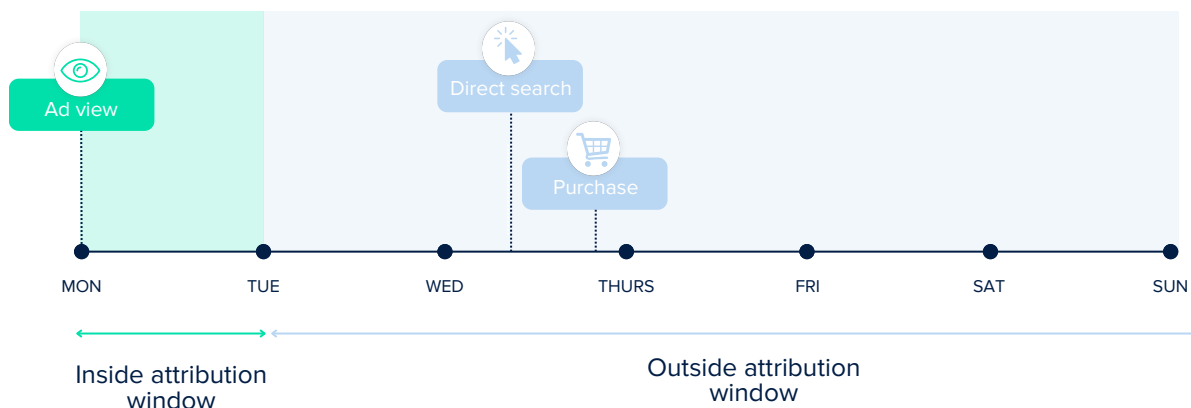 Ad view
Direct search
Purchase
MON
TUE
WED
THURS
FRI
SAT
SUN
Inside attribution
window
Outside attribution
window